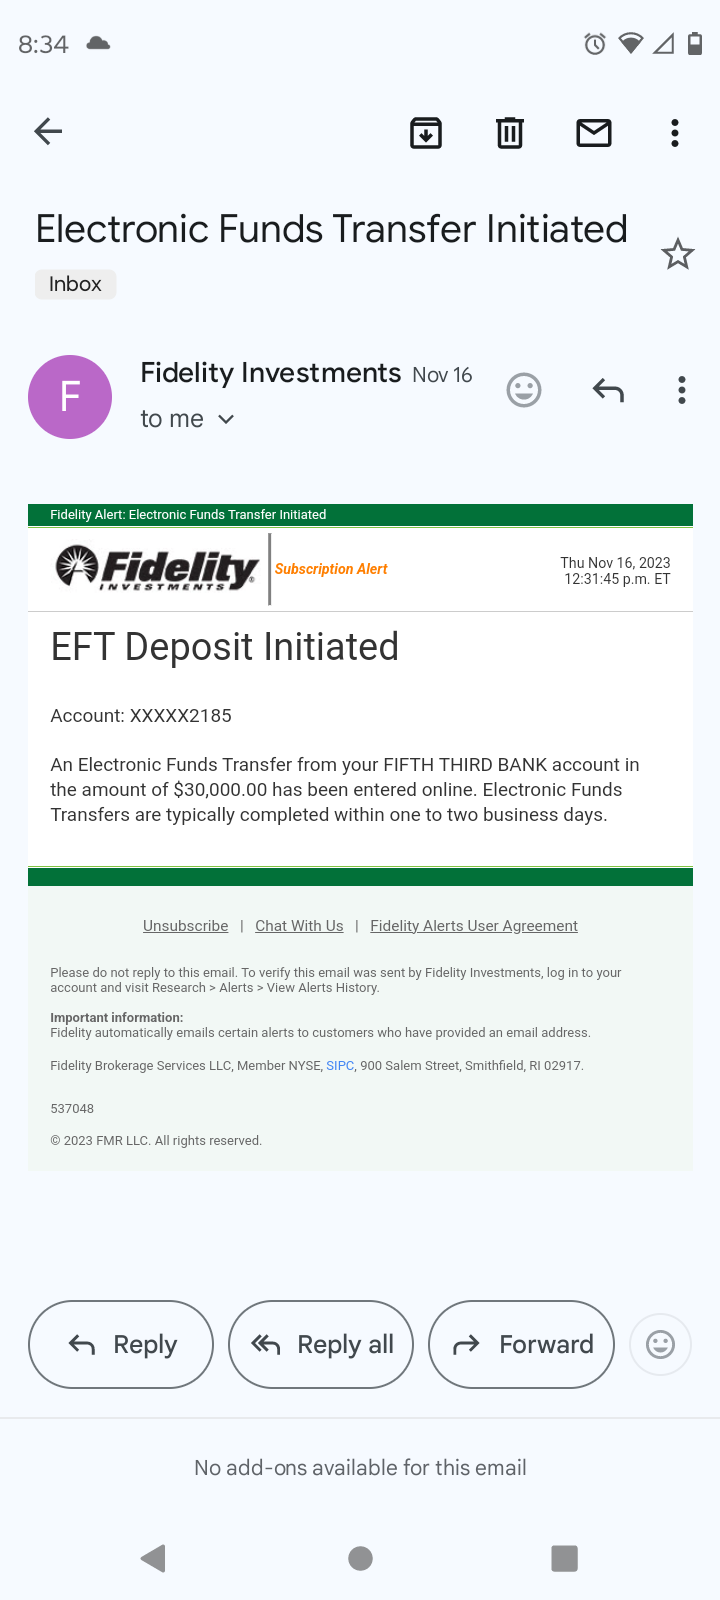 8:34
Electronic Funds Transfer Initiated
Inbox
F
Fidelity Investments Nov 16
to me
Fidelity Alert: Electronic Funds Transfer Initiated
Fidelity
INVESTMENTS
Subscription Alert
Thu Nov 16, 2023
12:31:45 p.m. ET
EFT Deposit Initiated
Account: XXXXX2185
An Electronic Funds Transfer from your FIFTH THIRD BANK account in
the amount of $30,000.00 has been entered online. Electronic Funds
Transfers are typically completed within one to two business days.
Unsubscribe | Chat With Us | Fidelity Alerts User Agreement
Please do not reply to this email. To verify this email was sent by Fidelity Investments, log in to your
account and visit Research > Alerts > View Alerts History.
Important information:
Fidelity automatically emails certain alerts to customers who have provided an email address.
Fidelity Brokerage Services LLC, Member NYSE, SIPC, 900 Salem Street, Smithfield, RI 02917.
537048
© 2023 FMR LLC. All rights reserved.
Reply
Reply all
Forward
No add-ons available for this email